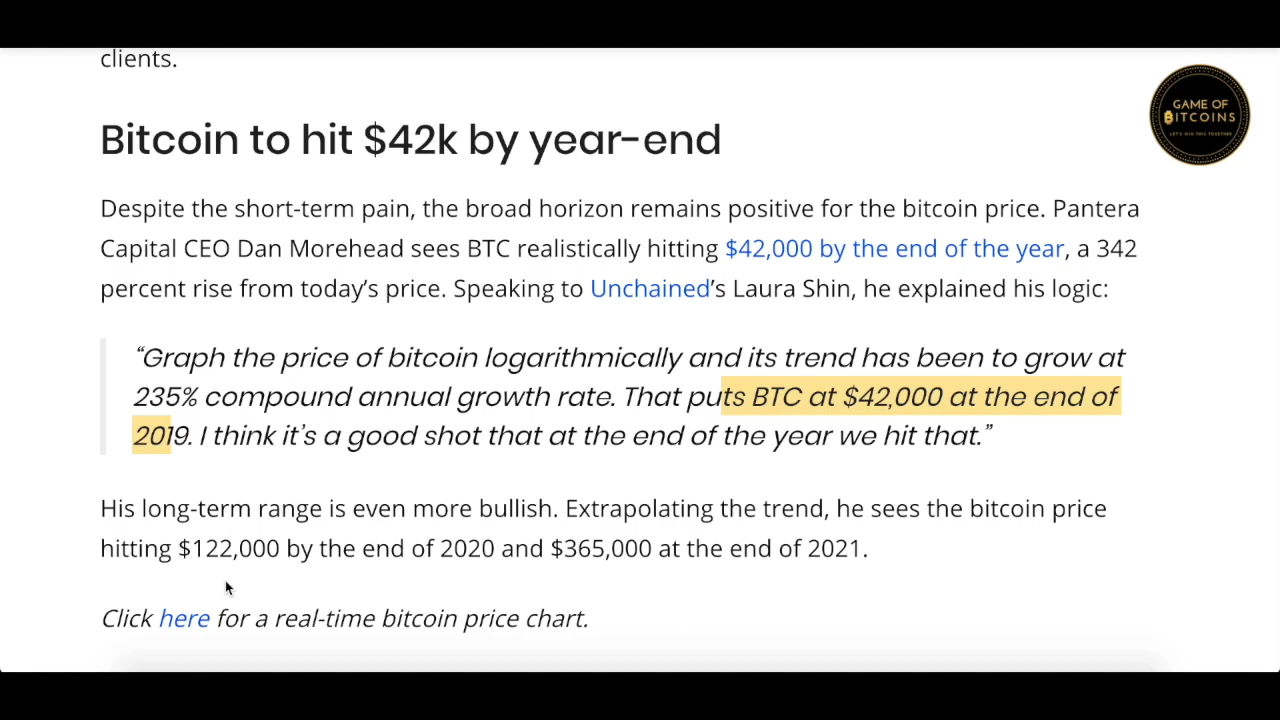 clients.
GAME OF
BITCOINS
LET'S WIN THIS TOGETHER
Bitcoin to hit $42k by year-end
Despite the short-term pain, the broad horizon remains positive for the bitcoin price. Pantera
Capital CEO Dan Morehead sees BTC realistically hitting $42,000 by the end of the year, a 342
percent rise from today’s price. Speaking to Unchained’s Laura Shin, he explained his logic:
“Graph the price of bitcoin logarithmically and its trend has been to grow at
235% compound annual growth rate. That puts BTC at $42,000 at the end of
2019. I think it’s a good shot that at the end of the year we hit that.”
His long-term range is even more bullish. Extrapolating the trend, he sees the bitcoin price
hitting $122,000 by the end of 2020 and $365,000 at the end of 2021.
Click here for a real-time bitcoin price chart.